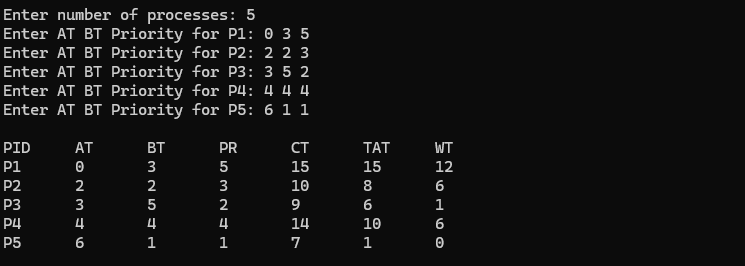 Enter number of processes: 5
Enter AT BT Priority for P1: 0 3 5
Enter AT BT Priority for P2: 2 2 3
Enter AT BT Priority for P3: 3 5 2
Enter AT BT Priority for P4: 4 4 4
Enter AT BT Priority for P5: 6 1 1
PID AT BT PR CT TAT WT
P1 0 3 5 15 15 12
P2 2 2 3 10 8 6
P3 3 5 2 9 6 1
P4 4 4 4 14 10 6
P5 6 1 1 7 1 0